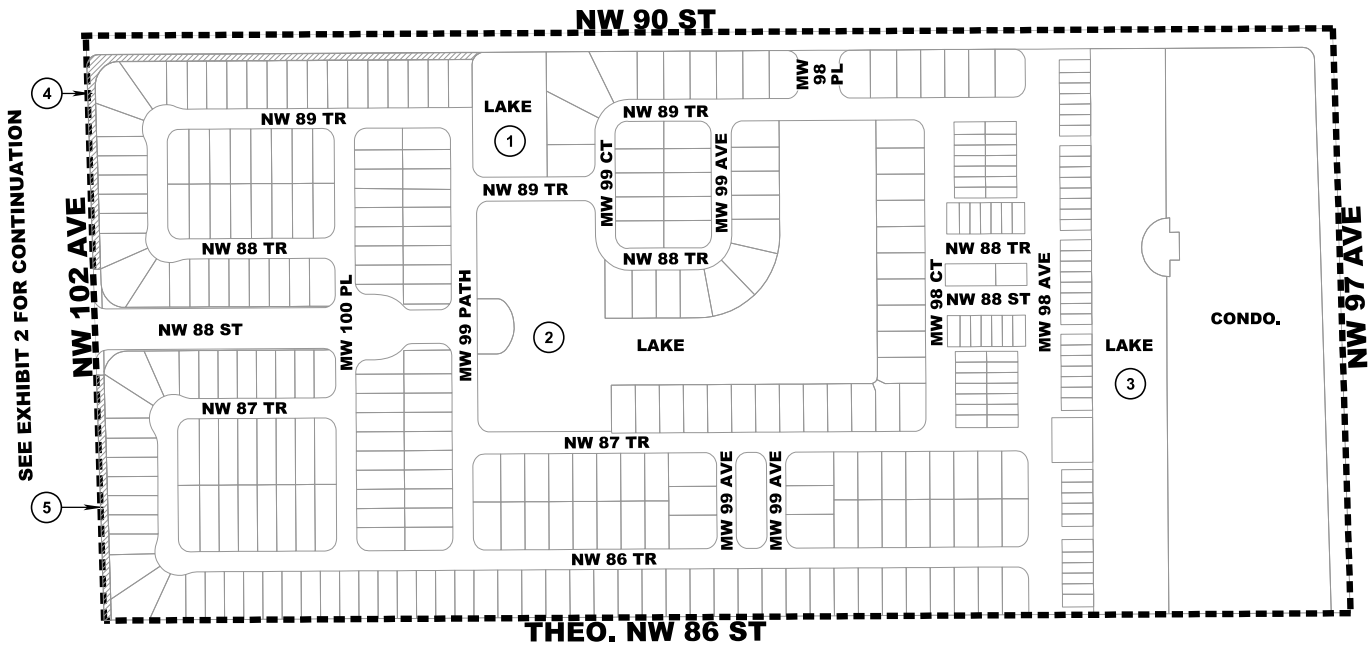 NW 90 ST
4
SEE EXHIBIT 2 FOR CONTINUATION
NW 102 AVE
MW 98 PL
LAKE
1
NW 89 TR
NW 89 TR
MW 99 CT
MW 99 AVE
NW 89 TR
NW 88 TR
NW 88 TR
NW 88 TR
MW 98 CT
MW 98 AVE
NW 97 AVE
NW 88 ST
NW 88 ST
MW 100 PL
MW 99 PATH
2
LAKE
CONDO.
LAKE
3
NW 87 TR
NW 87 TR
5
MW 99 AVE
MW 99 AVE
NW 86 TR
THEO. NW 86 ST